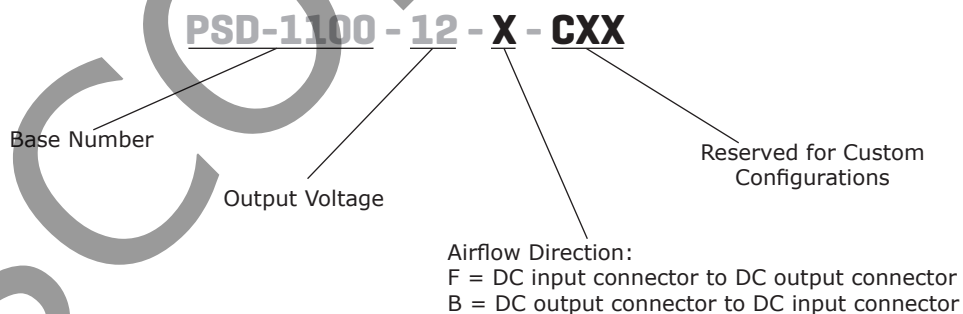 PSD-1100 - 12 - X - CXX
Base Number
Reserved for Custom
Configurations
Output Voltage
Airflow Direction:
F = DC input connector to DC output connector
B = DC output connector to DC input connector